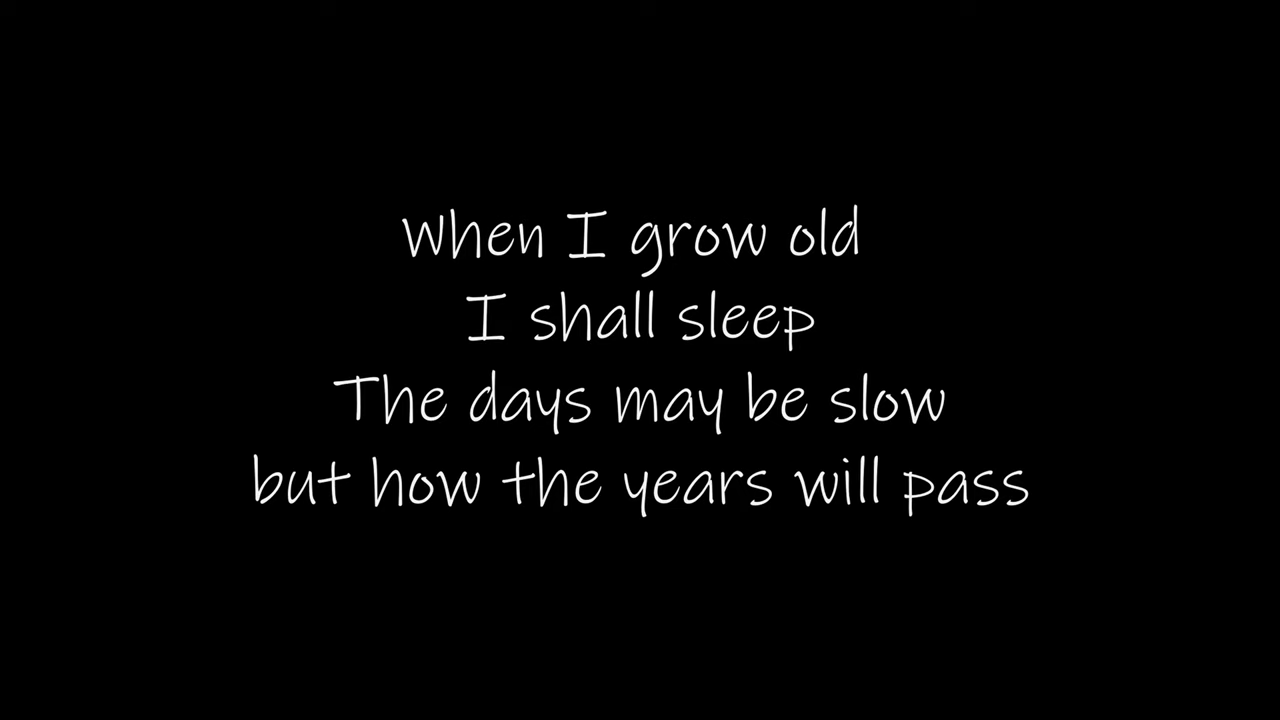 When I grow old
I shall sleep
The days may be slow
but how the years will pass